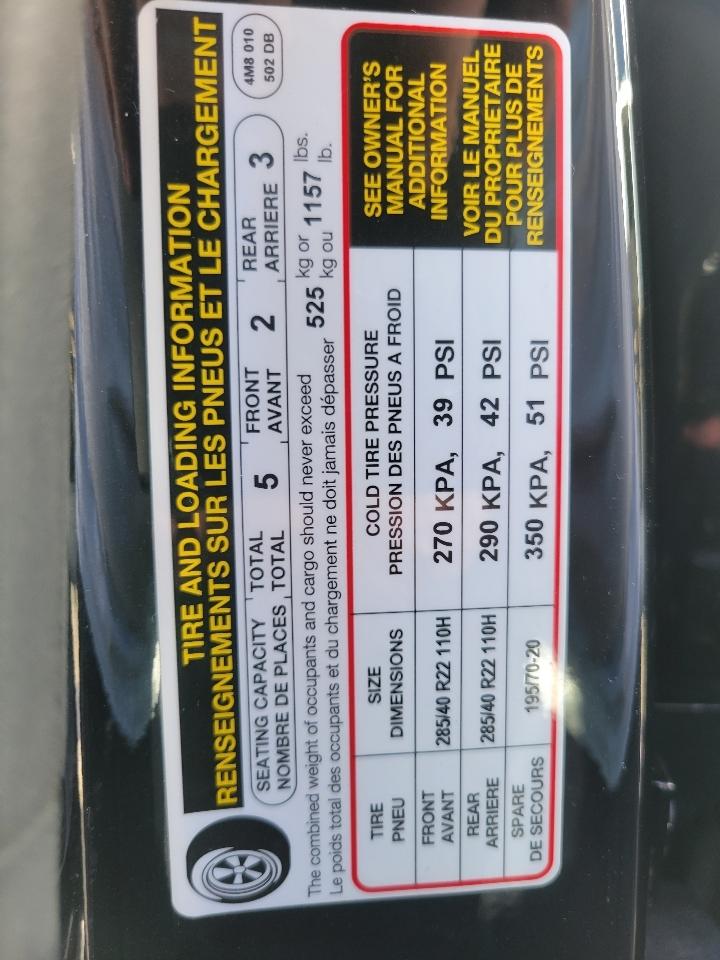 TIRE AND LOADING INFORMATION
RENSEIGNEMENTS SUR LES PNEUS ET LE CHARGEMENT
4M8 010
502 DB
SEATING CAPACITY TOTAL 5 FRONT 2 REAR 3
NOMBRE DE PLACES TOTAL AVANT ARRIERE
The combined weight of occupants and cargo should never exceed 525 kg or 1157 lbs.
Le poids total des occupants et du chargement ne doit jamais dépasser kg ou lb.
TIRE SIZE COLD TIRE PRESSURE
PNEU DIMENSIONS PRESSION DES PNEUS A FROID
FRONT 285/40 R22 110H 270 KPA, 39 PSI
AVANT
REAR 285/40 R22 110H 290 KPA, 42 PSI
ARRIERE
SPARE 195/70-20 350 KPA, 51 PSI
DE SECOURS
SEE OWNER'S
MANUAL FOR
ADDITIONAL
INFORMATION
VOIR LE MANUEL
DU PROPRIETAIRE
POUR PLUS DE
RENSEIGNEMENTS